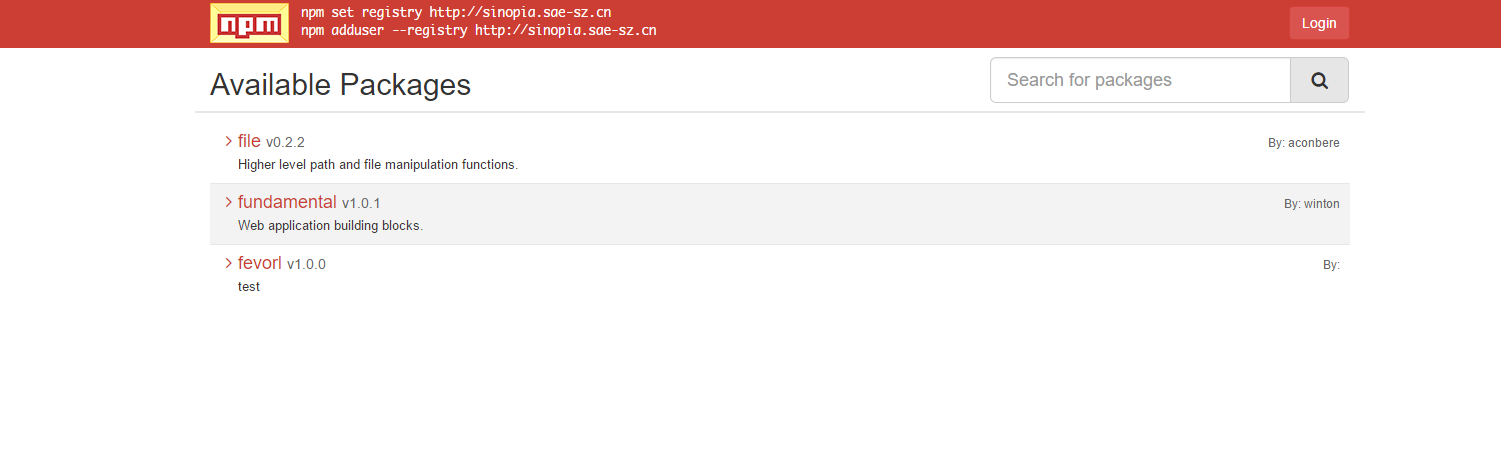 npm
npm set registry http://sinopia.sae-sz.cn
npm adduser --registry http://sinopia.sae-sz.cn
Login
Available Packages
Search for packages
file v0.2.2
By: aconbere
Higher level path and file manipulation functions.
fundamental v1.0.1
By: winton
Web application building blocks.
fevorl v1.0.0
By:
test